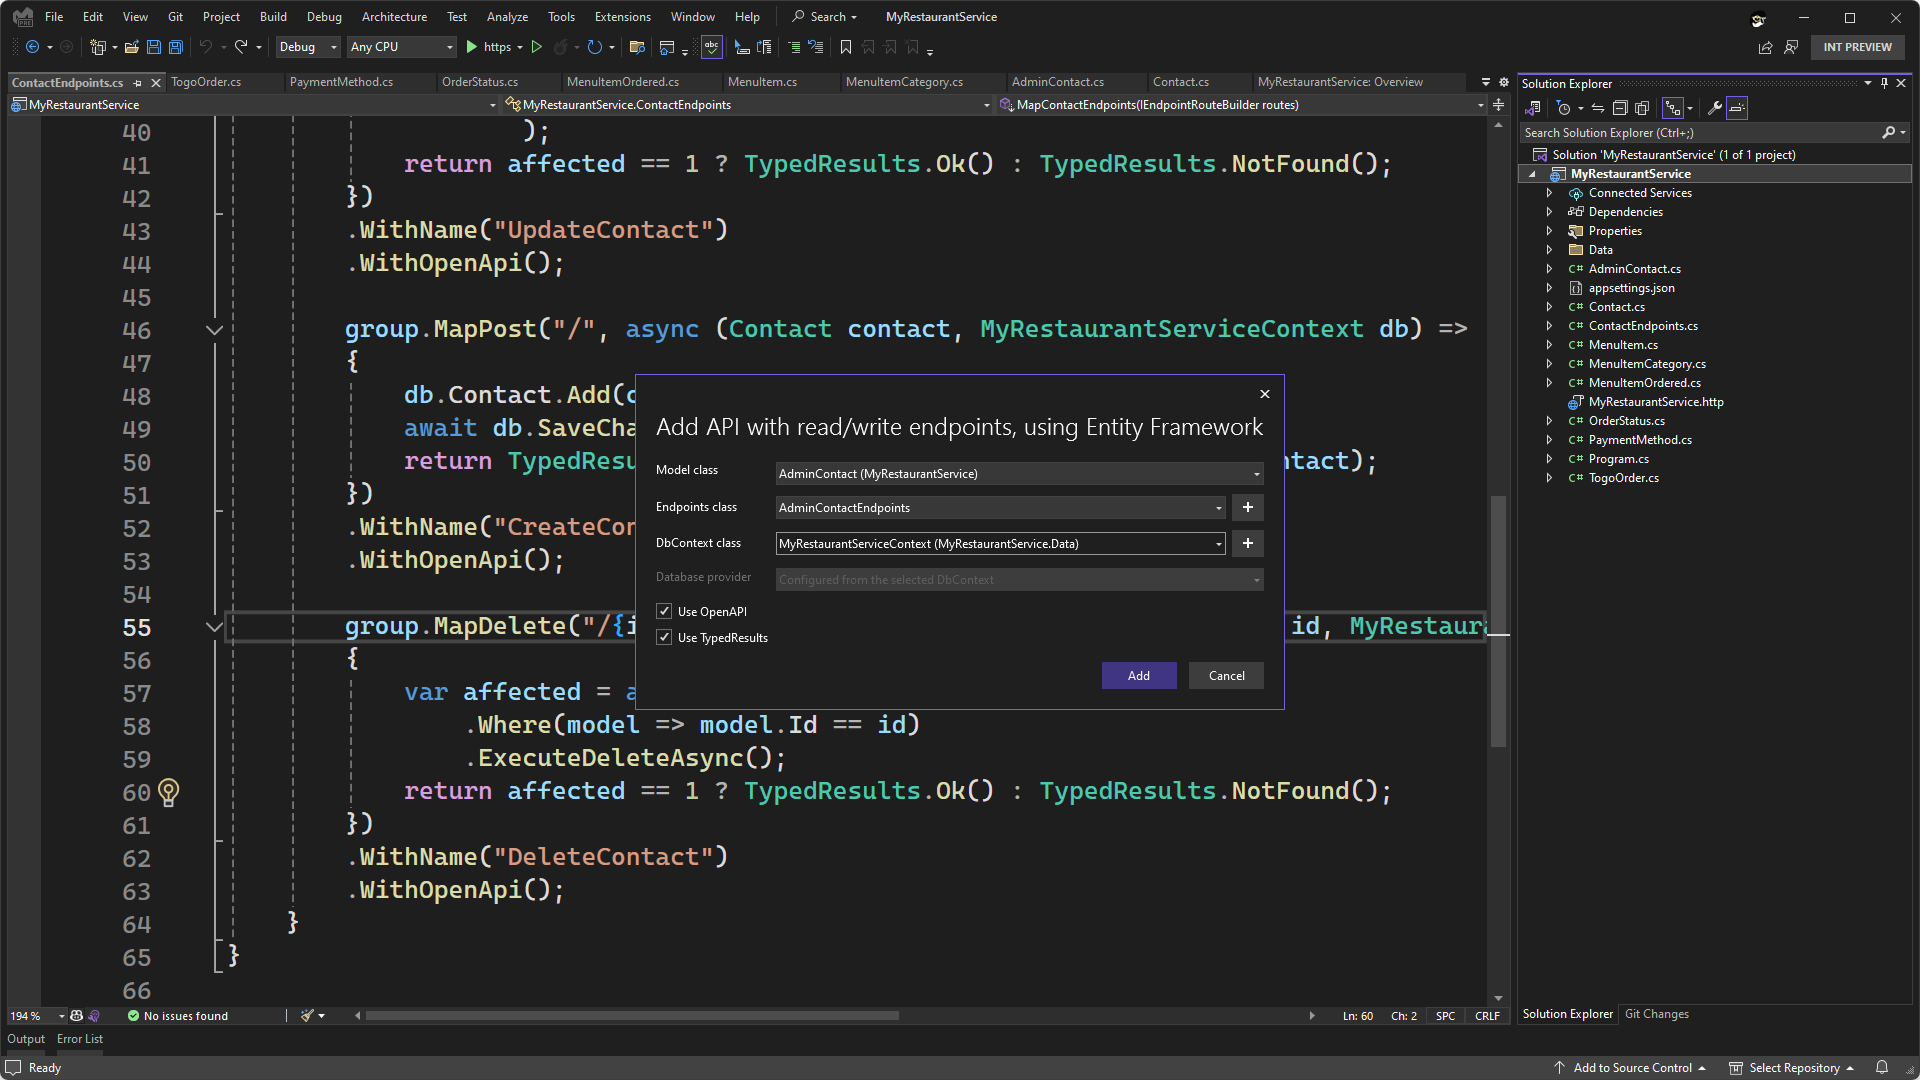 File Edit View Git Project Build Debug Architecture Test Analyze Tools Extensions Window Help Search MyRestaurantService
Debug Any CPU https abc INT PREVIEW
ContactEndpoints.cs TogoOrder.cs PaymentMethod.cs OrderStatus.cs MenuItemOrdered.cs MenuItem.cs MenuItemCategory.cs AdminContact.cs Contact.cs MyRestaurantService: Overview
MyRestaurantService MyRestaurantService.ContactEndpoints MapContactEndpoints(IEndpointRouteBuilder routes)
40 );
41 return affected == 1 ? TypedResults.Ok() : TypedResults.NotFound();
42 })
43 .WithName("UpdateContact")
44 .WithOpenApi();
45
46 group.MapPost("/", async (Contact contact, MyRestaurantServiceContext db) =>
47 {
48 db.Contact.Add(c
49 await db.SaveCha
50 return TypedResu ntact);
51 })
52 .WithName("CreateCon
53 .WithOpenApi();
54
55 group.MapDelete("/{i id, MyRestaura
56 {
57 var affected = a
58 .Where(model => model.Id == id)
59 .ExecuteDeleteAsync();
60 return affected == 1 ? TypedResults.Ok() : TypedResults.NotFound();
61 })
62 .WithName("DeleteContact")
63 .WithOpenApi();
64 }
65 }
66
Add API with read/write endpoints, using Entity Framework
Model class AdminContact (MyRestaurantService)
Endpoints class AdminContactEndpoints
DbContext class MyRestaurantServiceContext (MyRestaurantService.Data)
Database provider Configured from the selected DbContext
Use OpenAPI
Use TypedResults
Add Cancel
Solution Explorer
Search Solution Explorer (Ctrl+;)
Solution 'MyRestaurantService' (1 of 1 project)
MyRestaurantService
Connected Services
Dependencies
Properties
Data
C# AdminContact.cs
appsettings.json
C# Contact.cs
C# ContactEndpoints.cs
C# MenuItem.cs
C# MenuItemCategory.cs
C# MenuItemOrdered.cs
MyRestaurantService.http
C# OrderStatus.cs
C# PaymentMethod.cs
C# Program.cs
C# TogoOrder.cs
194 % No issues found Ln: 60 Ch: 2 SPC CRLF
Solution Explorer Git Changes
Output Error List
Ready Add to Source Control Select Repository